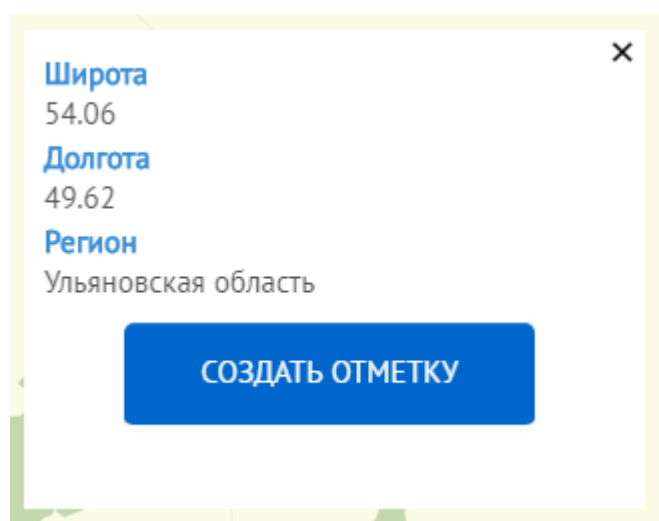 Широта
54.06
Долгота
49.62
Регион
Ульяновская область
СОЗДАТЬ ОТМЕТКУ